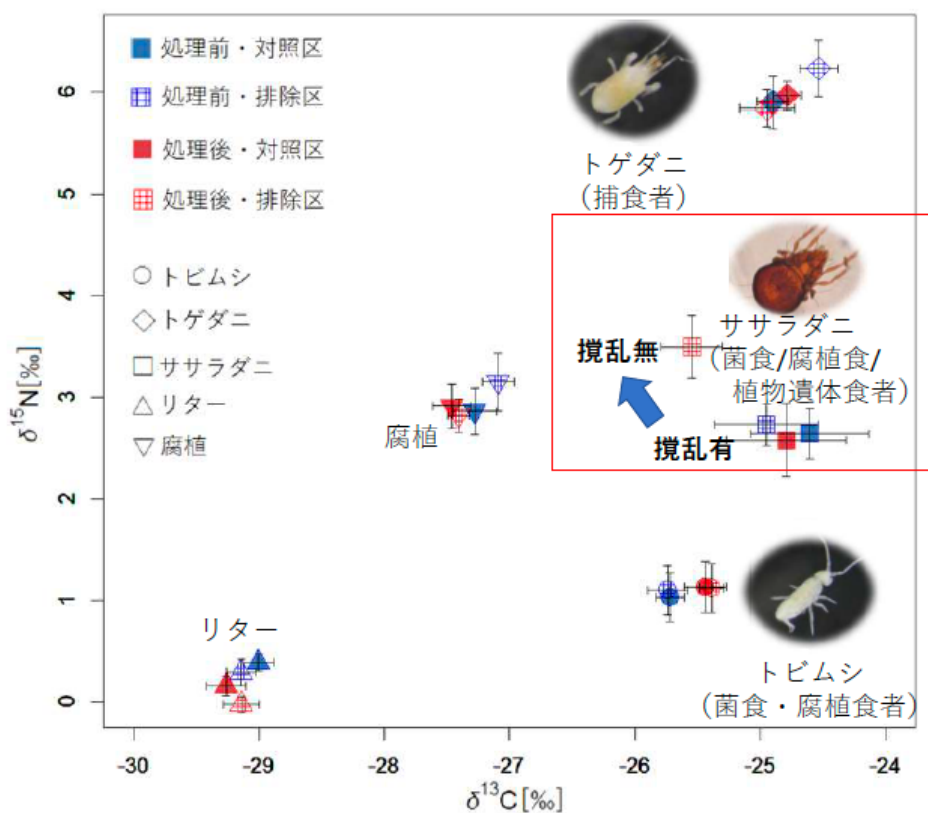 処理前・対照区
処理前・排除区
処理後・対照区
処理後・排除区
トビムシ
トゲダニ
ササラダニ
リター
腐植
トゲダニ
（捕食者）
ササラダニ
（菌食/腐植食/
植物遺体食者）
撹乱無
撹乱有
腐植
リター
トビムシ
（菌食・腐植食者）
6
5
4
3
2
1
0
δ15N[‰]
-30
-29
-28
-27
-26
-25
-24
δ13C[‰]